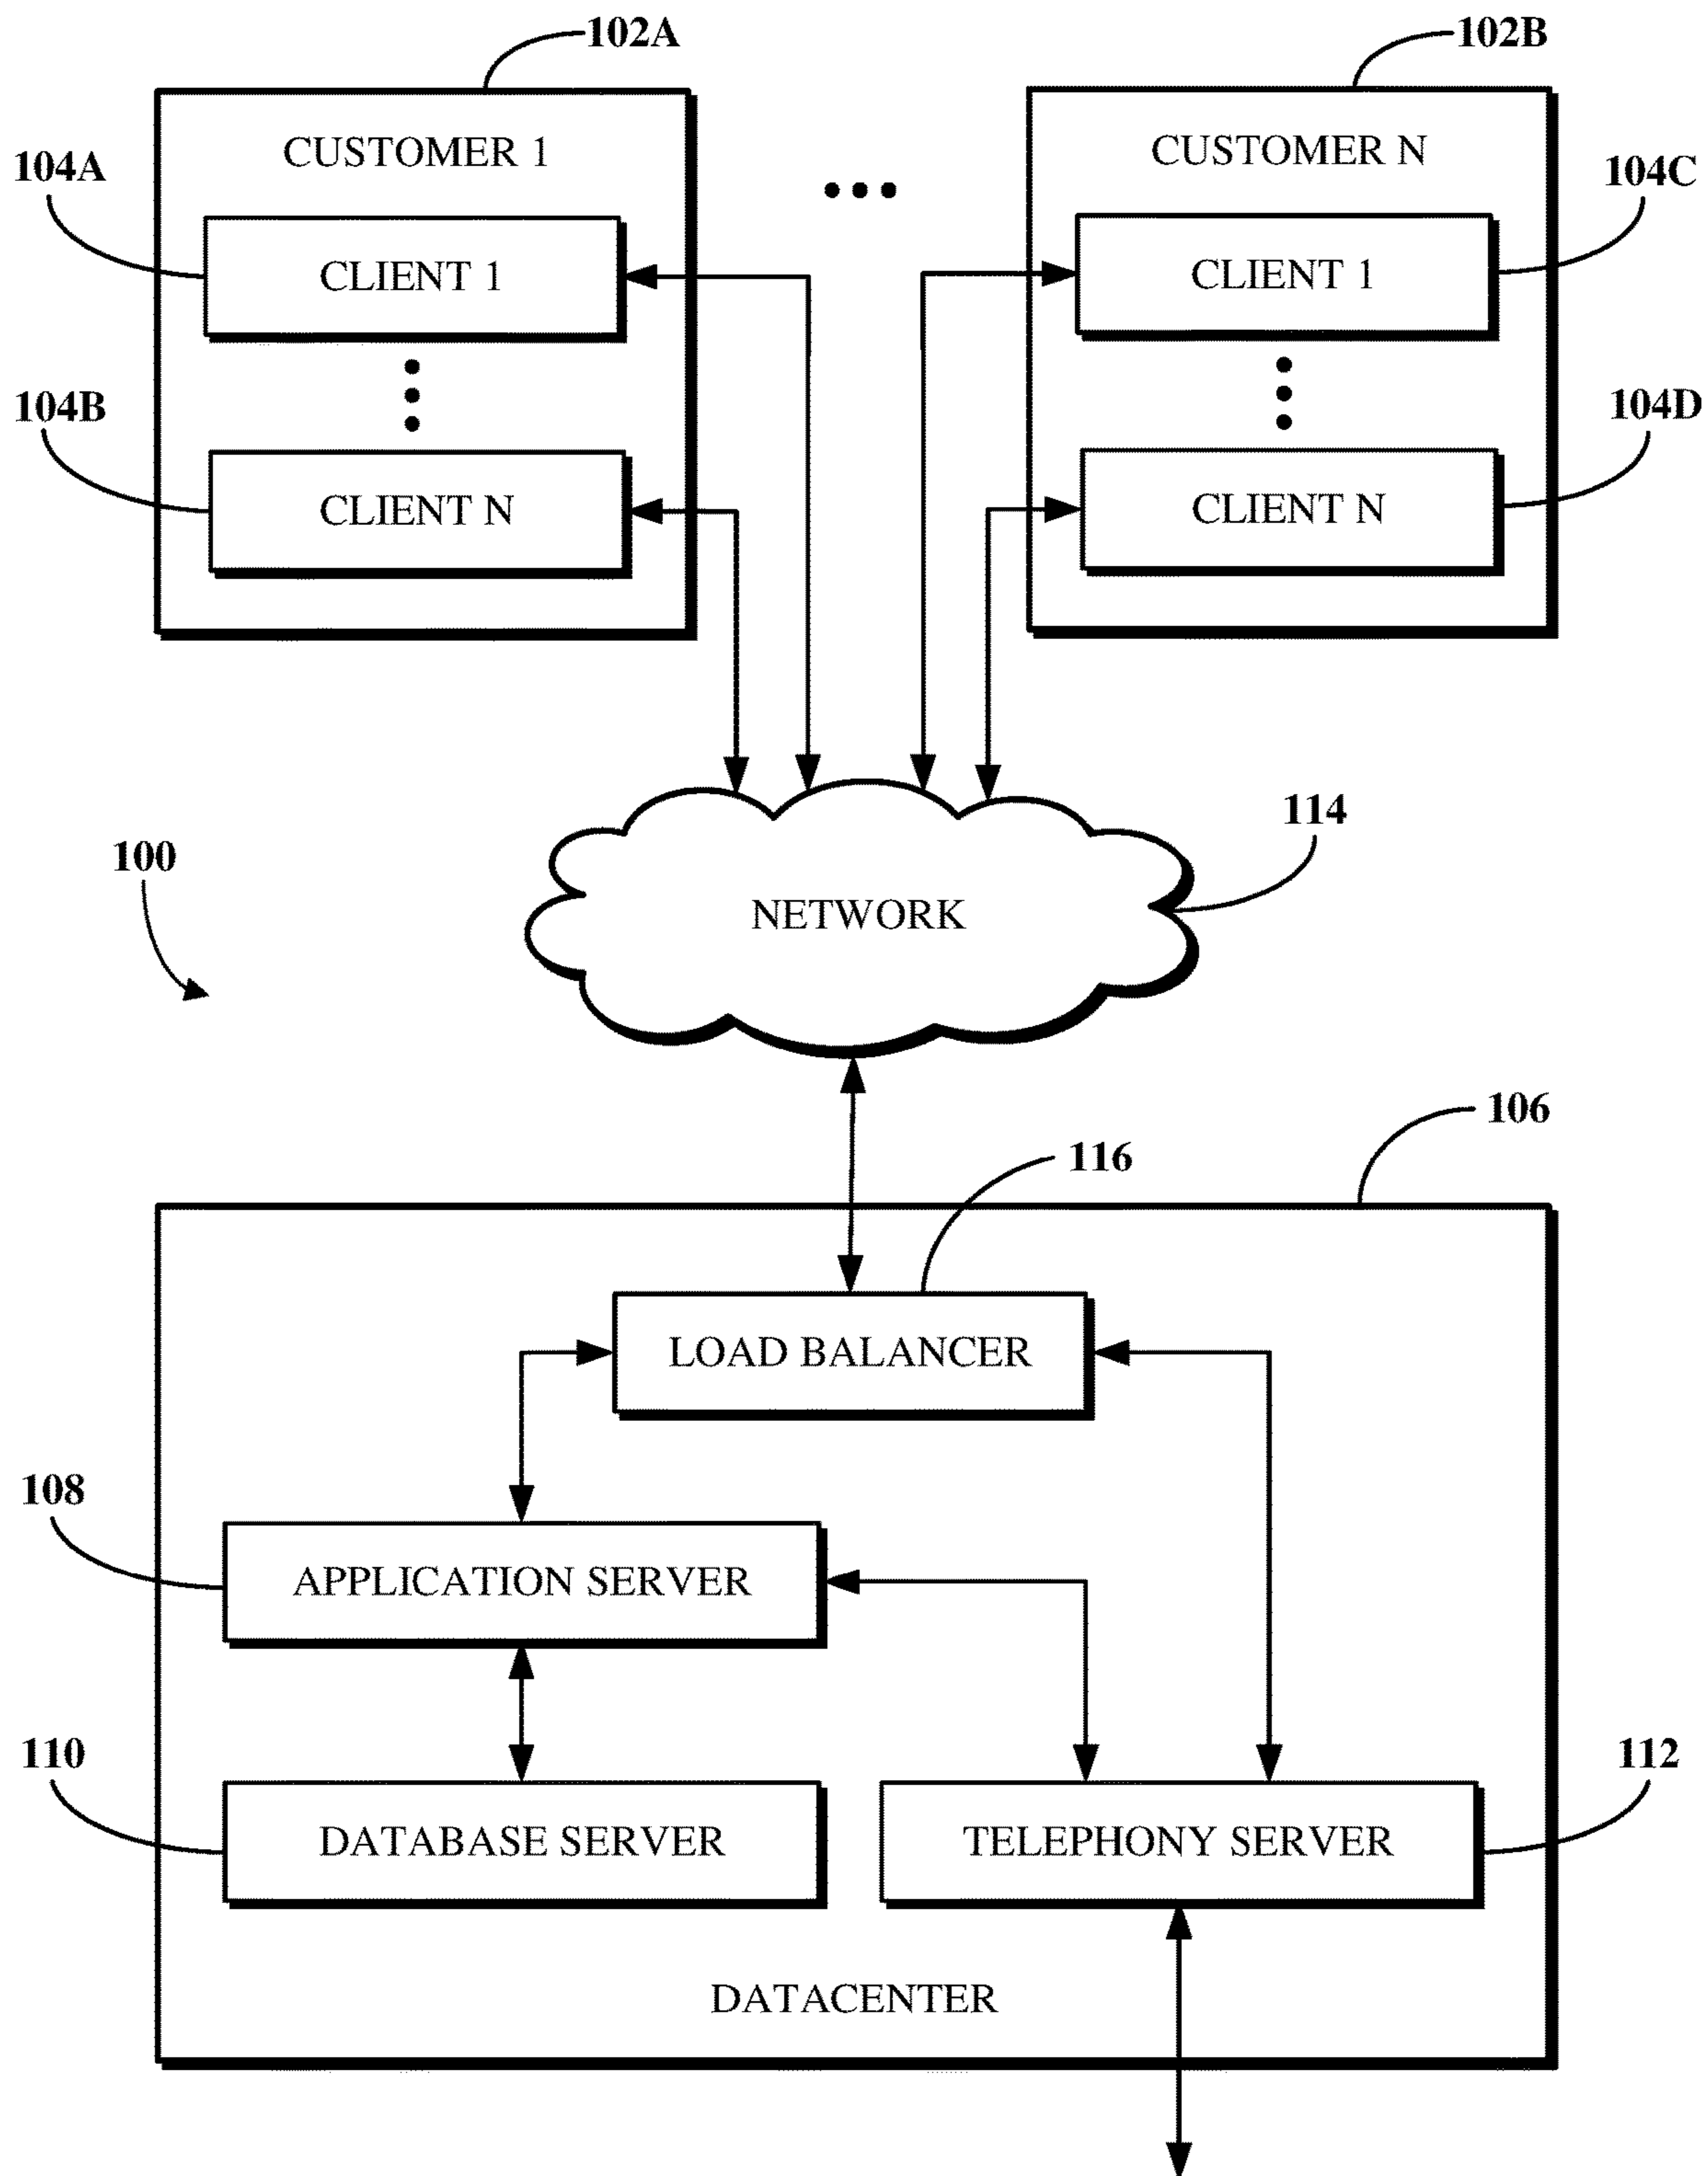 102A
102B
CUSTOMER 1
CUSTOMER N
104A
104C
CLIENT 1
CLIENT 1
104B
104D
CLIENT N
CLIENT N
114
100
NETWORK
106
116
LOAD BALANCER
108
APPLICATION SERVER
110
112
DATABASE SERVER
TELEPHONY SERVER
DATACENTER